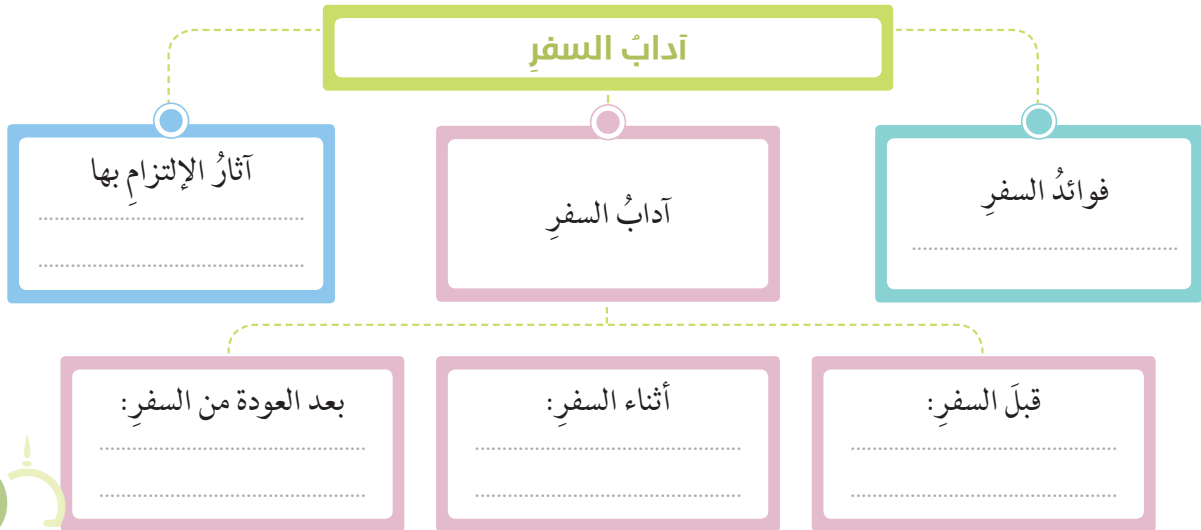 آدابُ السفرِ
فوائدُ السفرِ
آدابُ السفرِ
آثارُ الإلتزامِ بها
قبلَ السفرِ:
أثناء السفرِ:
بعد العودة من السفرِ: